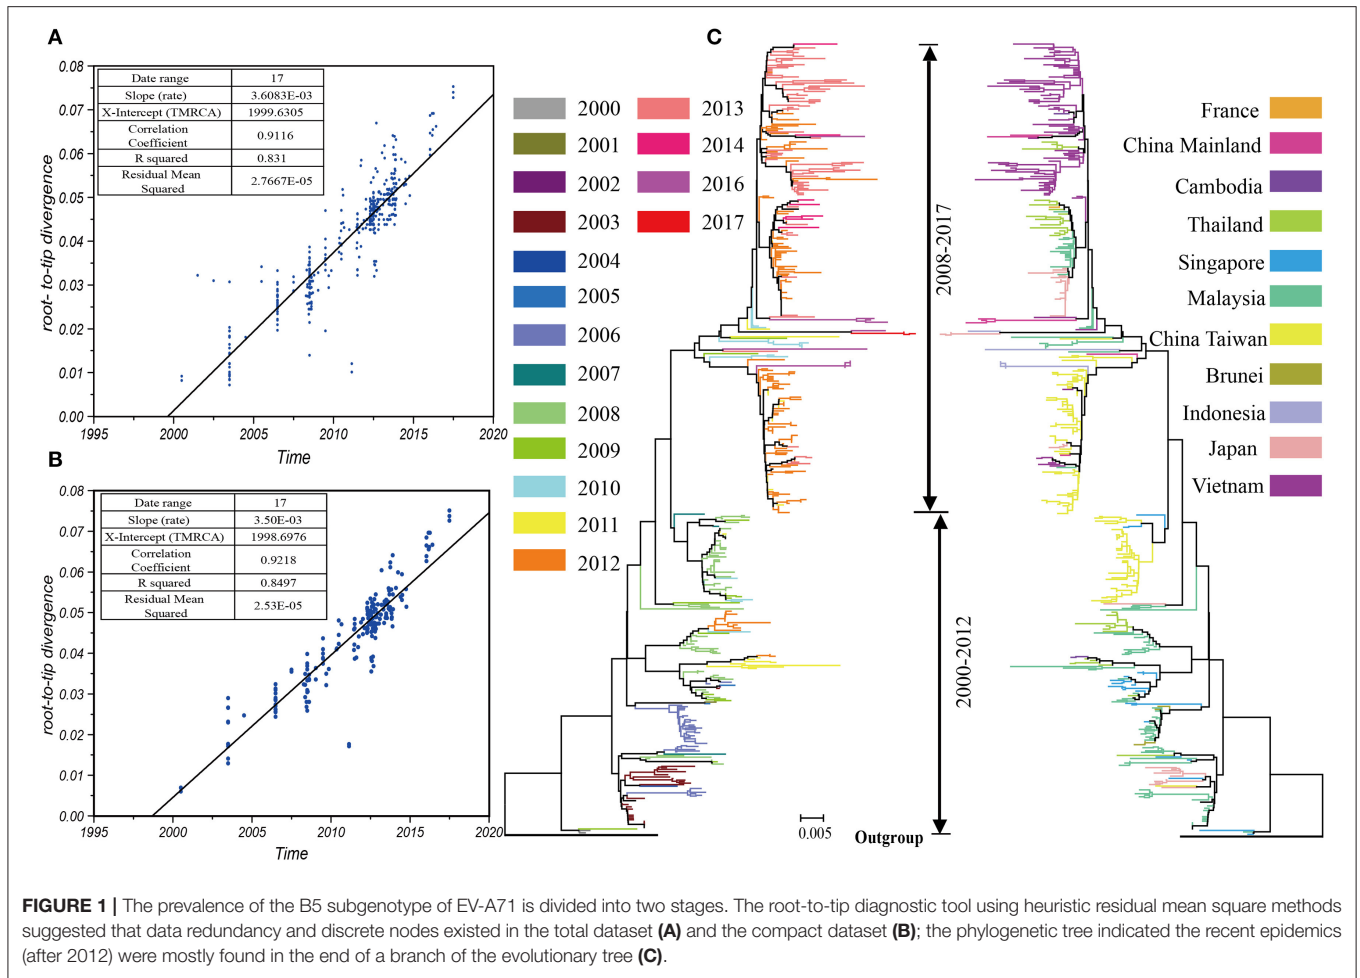 A
0.08
0.07
0.06
0.05
0.04
0.03
0.02
0.01
0.00
root- to-tip divergence
Date range 17
Slope (rate) 3.6083E-03
X-Intercept (TMRCA) 1999.6305
Correlation
Coefficient 0.9116
R squared 0.831
Residual Mean
Squared 2.7667E-05
1995 2000 2005 2010 2015 2020
Time
B
0.08
0.07
0.06
0.05
0.04
0.03
0.02
0.01
0.00
root-to-tip divergence
Date range 17
Slope (rate) 3.50E-03
X-Intercept (TMRCA) 1998.6976
Correlation
Coefficient 0.9218
R squared 0.8497
Residual Mean
Squared 2.53E-05
1995 2000 2005 2010 2015 2020
Time
C
2000
2001
2002
2003
2004
2005
2006
2007
2008
2009
2010
2011
2012
2013
2014
2016
2017
2008-2017
2000-2012
0.005
Outgroup
France
China Mainland
Cambodia
Thailand
Singapore
Malaysia
China Taiwan
Brunei
Indonesia
Japan
Vietnam
FIGURE 1 | The prevalence of the B5 subgenotype of EV-A71 is divided into two stages. The root-to-tip diagnostic tool using heuristic residual mean square methods
suggested that data redundancy and discrete nodes existed in the total dataset (A) and the compact dataset (B); the phylogenetic tree indicated the recent epidemics
(after 2012) were mostly found in the end of a branch of the evolutionary tree (C).